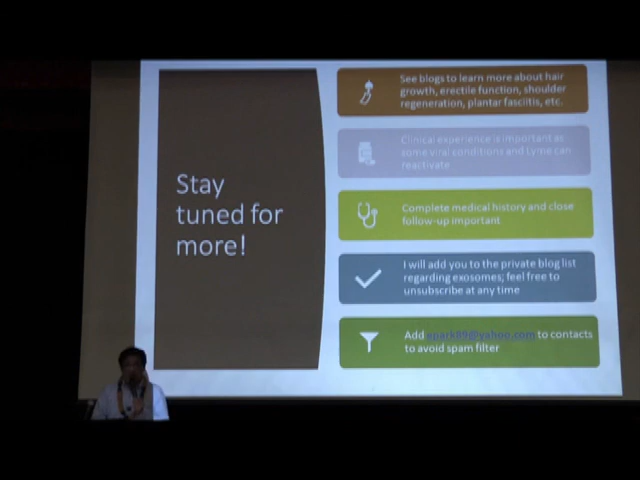 Stay
tuned for
more!
See blogs to learn more about hair
growth, erectile function, shoulder
regeneration, plantar fasciitis, etc.
Clinical experience is important as
some viral conditions and Lyme can
reactivate
Complete medical history and close
follow-up important
I will add you to the private blog list
regarding exosomes; feel free to
unsubscribe at any time
Add epark89@yahoo.com to contacts
to avoid spam filter